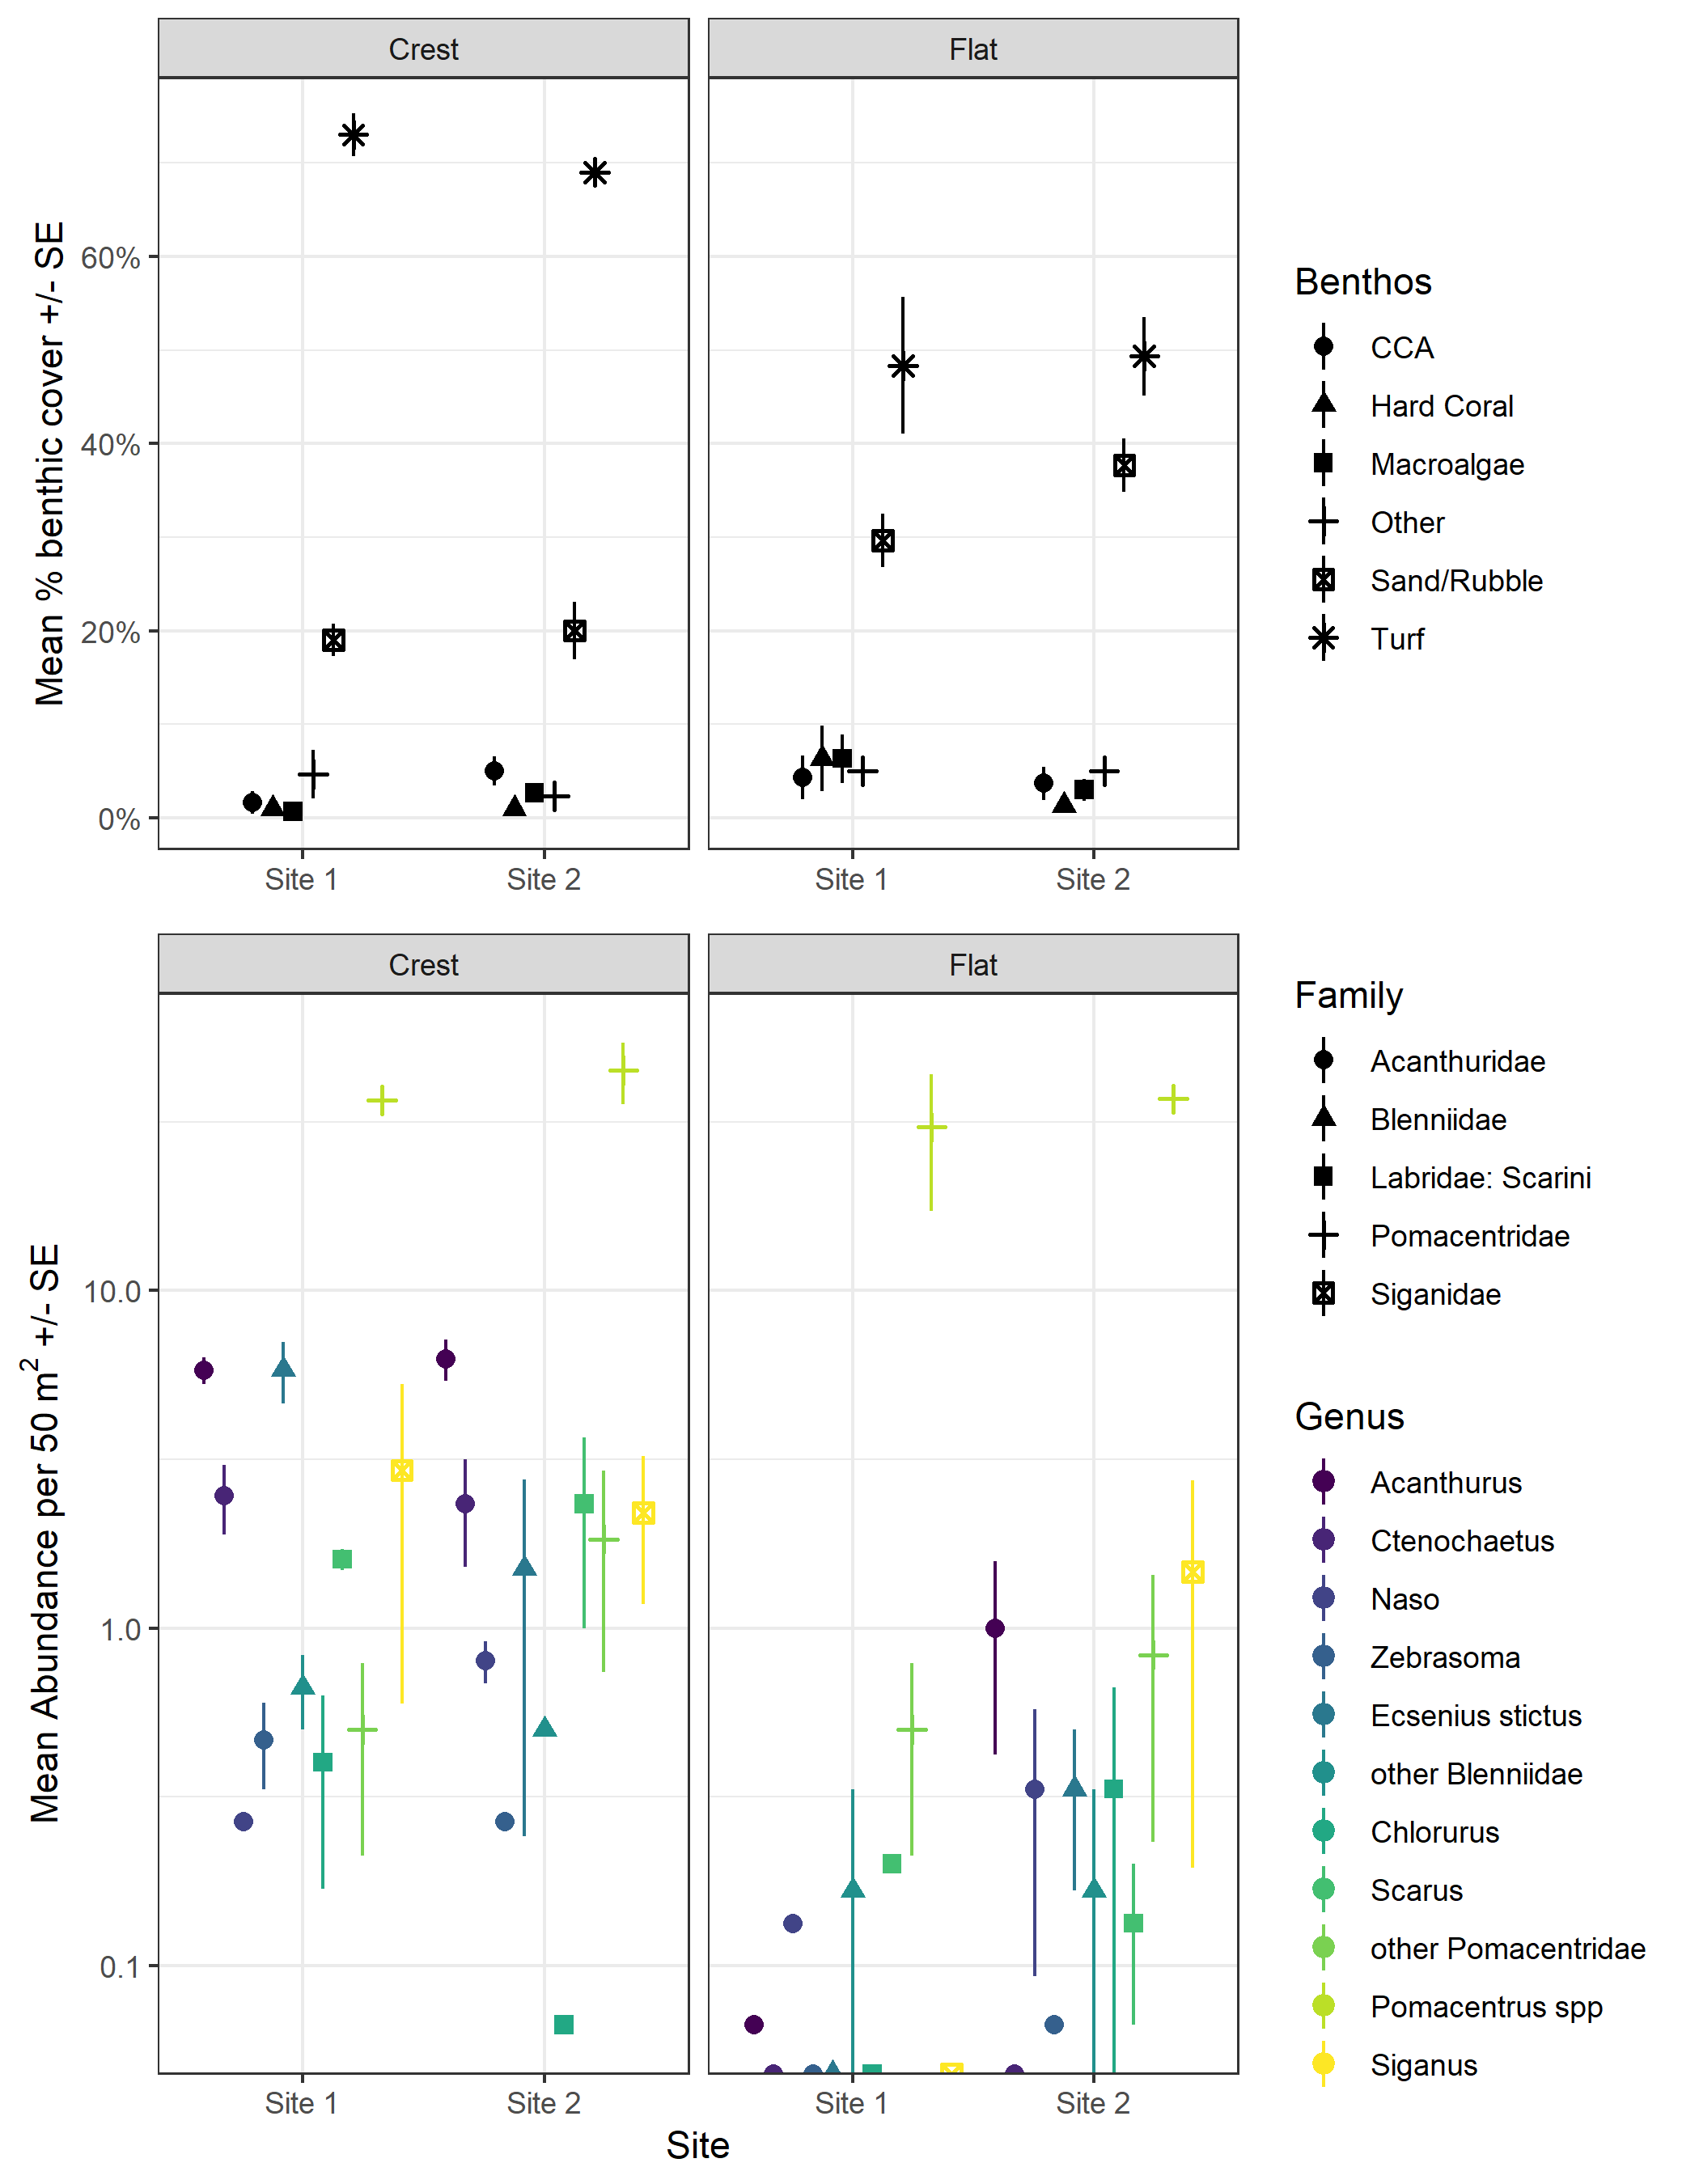 Crest Flat
Mean % benthic cover +/- SE
60%
40%
20%
0%
Site 1 Site 2 Site 1 Site 2
Benthos
CCA
Hard Coral
Macroalgae
Other
Sand/Rubble
Turf
Crest Flat
Mean Abundance per 50 m² +/- SE
10.0
1.0
0.1
Site 1 Site 2 Site 1 Site 2
Site
Family
Acanthuridae
Blenniidae
Labridae: Scarini
Pomacentridae
Siganidae
Genus
Acanthurus
Ctenochaetus
Naso
Zebrasoma
Ecsenius stictus
other Blenniidae
Chlorurus
Scarus
other Pomacentridae
Pomacentrus spp
Siganus